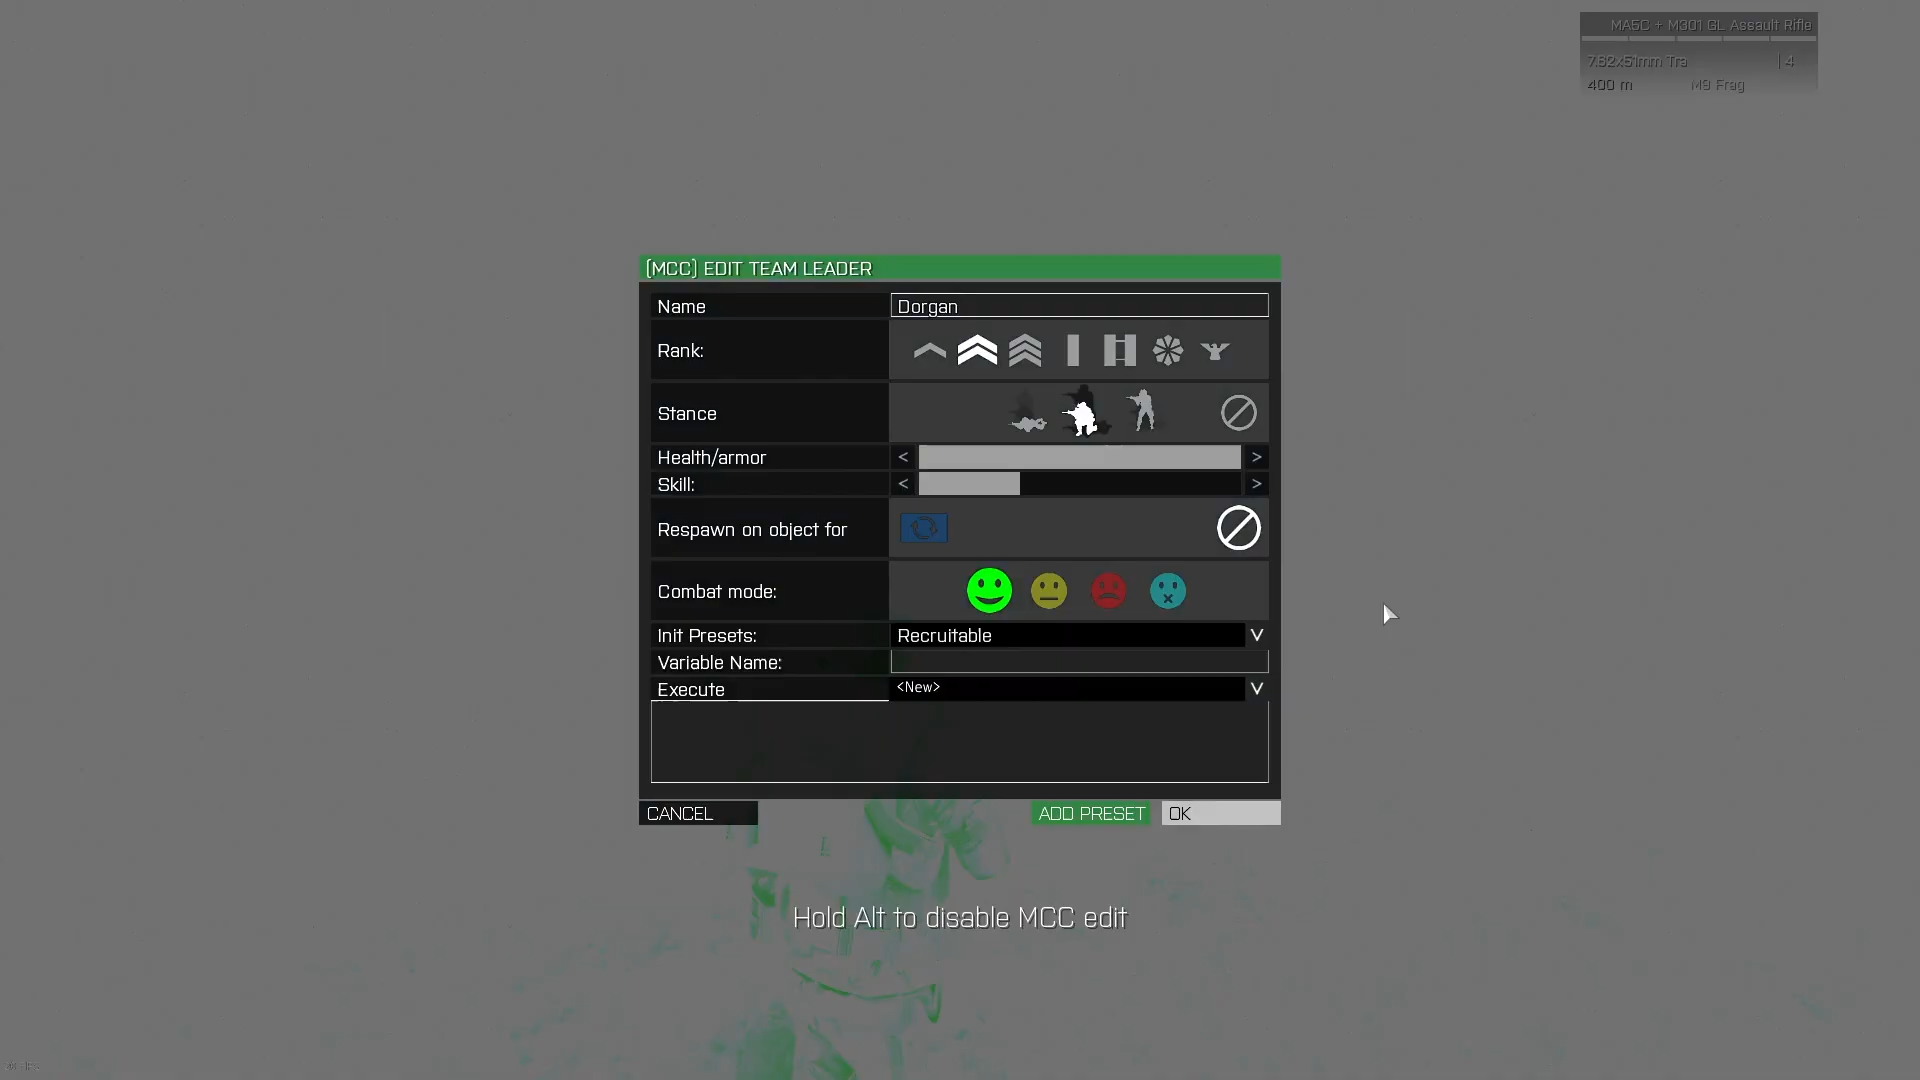 MA5C + M301 GL Assault Rifle
7.62x51mm Tra | 4
400 m M9 Frag
(MCC) EDIT TEAM LEADER
Name Dorgan
Rank:
Stance
Health/armor < >
Skill: < >
Respawn on object for
Combat mode:
Init Presets: Recruitable V
Variable Name:
Execute <New> V
CANCEL ADD PRESET OK
Hold Alt to disable MCC edit